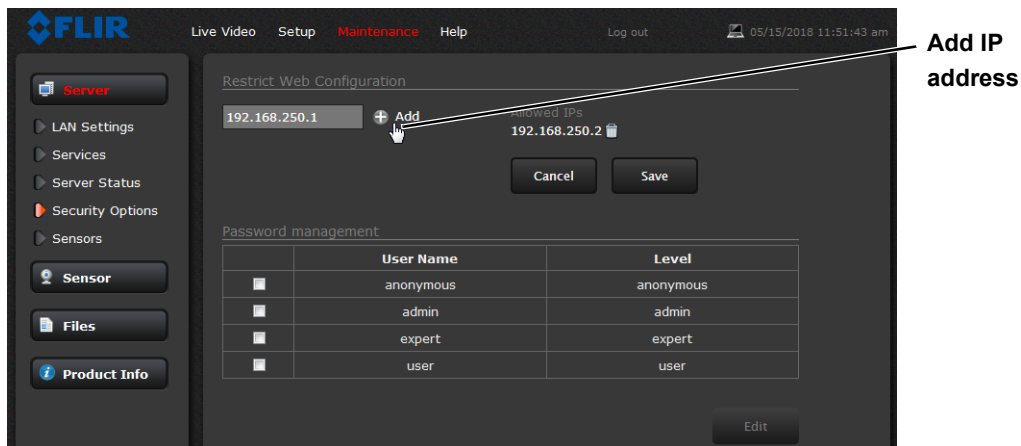 FLIR
Live Video Setup Maintenance Help Log out 05/15/2018 11:51:43 am
Add IP
address
Server
LAN Settings
Services
Server Status
Security Options
Sensors
Sensor
Files
Product Info
Restrict Web Configuration
192.168.250.1 Add
Allowed IPs
192.168.250.2
Cancel Save
Password management
User Name Level
anonymous anonymous
admin admin
expert expert
user user
Edit